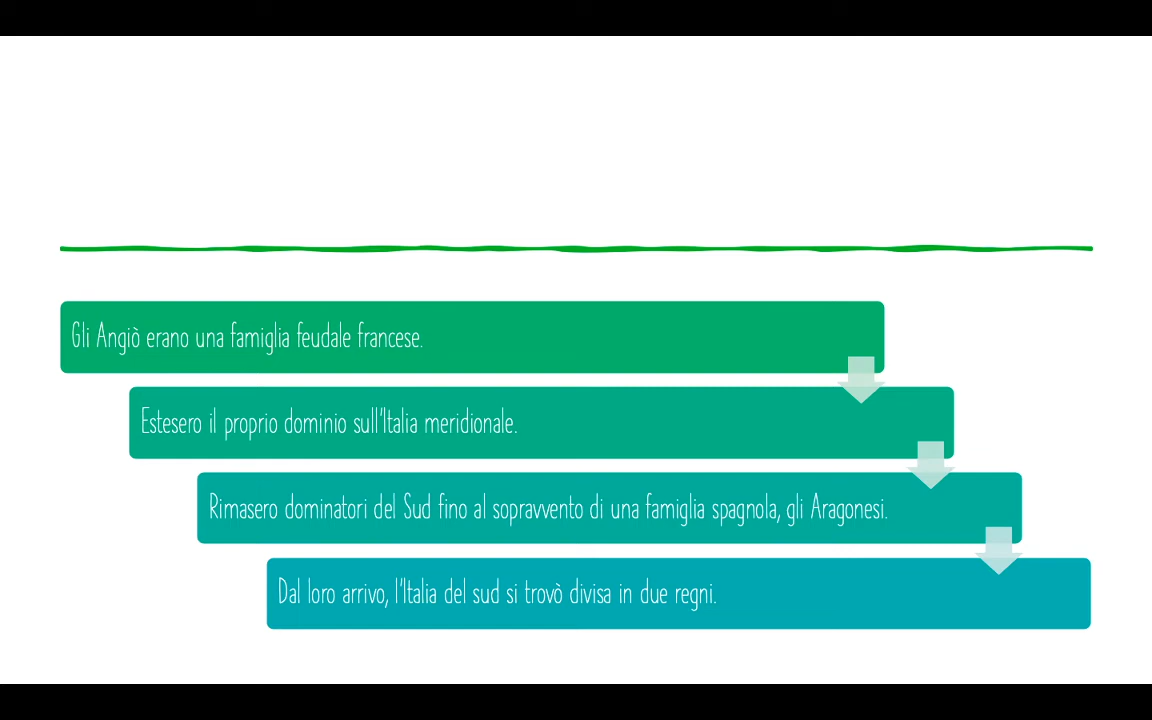 Gli Angiò erano una famiglia feudale francese.
Estesero il proprio dominio sull'Italia meridionale.
Rimasero dominatori del Sud fino al sopravvento di una famiglia spagnola, gli Aragonesi.
Dal loro arrivo, l'Italia del sud si trovò divisa in due regni.